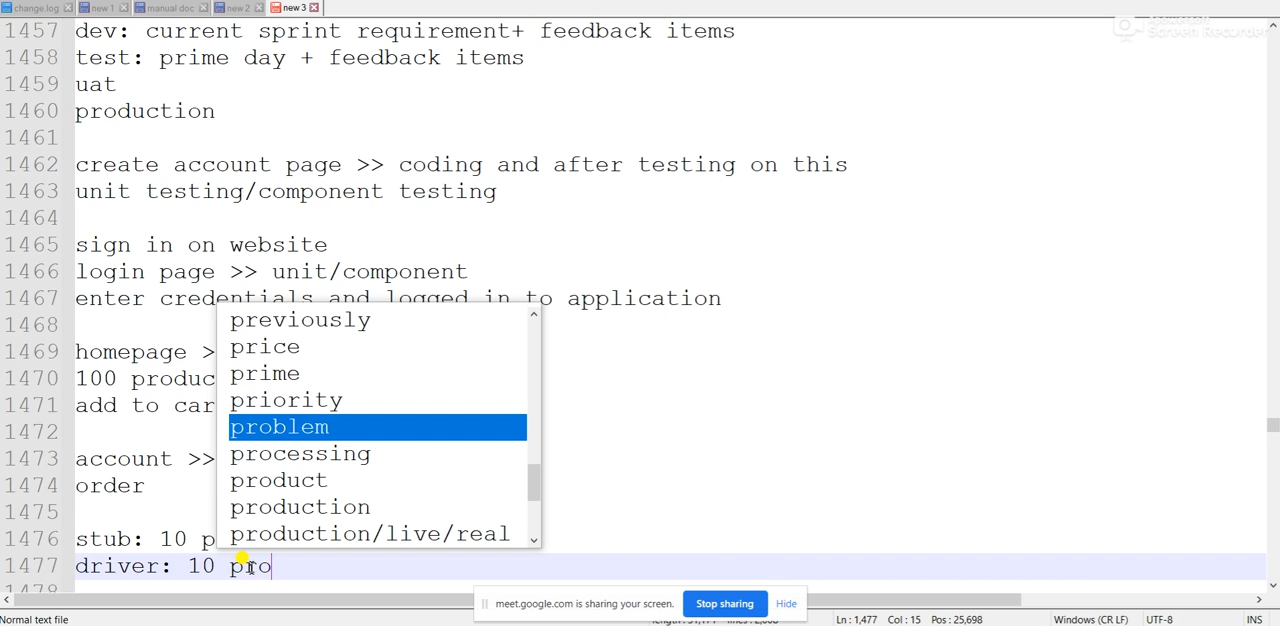 change.log new 1 manual doc new 2 new 3
Screen Recorder
1457 dev: current sprint requirement+ feedback items
1458 test: prime day + feedback items
1459 uat
1460 production
1461
1462 create account page >> coding and after testing on this
1463 unit testing/component testing
1464
1465 sign in on website
1466 login page >> unit/component
1467 enter credentials and logged in to application
1468
previously
1469 homepage >
price
1470 100 produc
prime
1471 add to car
priority
1472
problem
1473 account >>
processing
1474 order
product
1475
production
1476 stub: 10 p
production/live/real
1477 driver: 10 pro
1478
meet.google.com is sharing your screen. Stop sharing Hide
Normal text file Ln : 1,477 Col : 15 Pos : 25,698 Windows (CR LF) UTF-8 INS